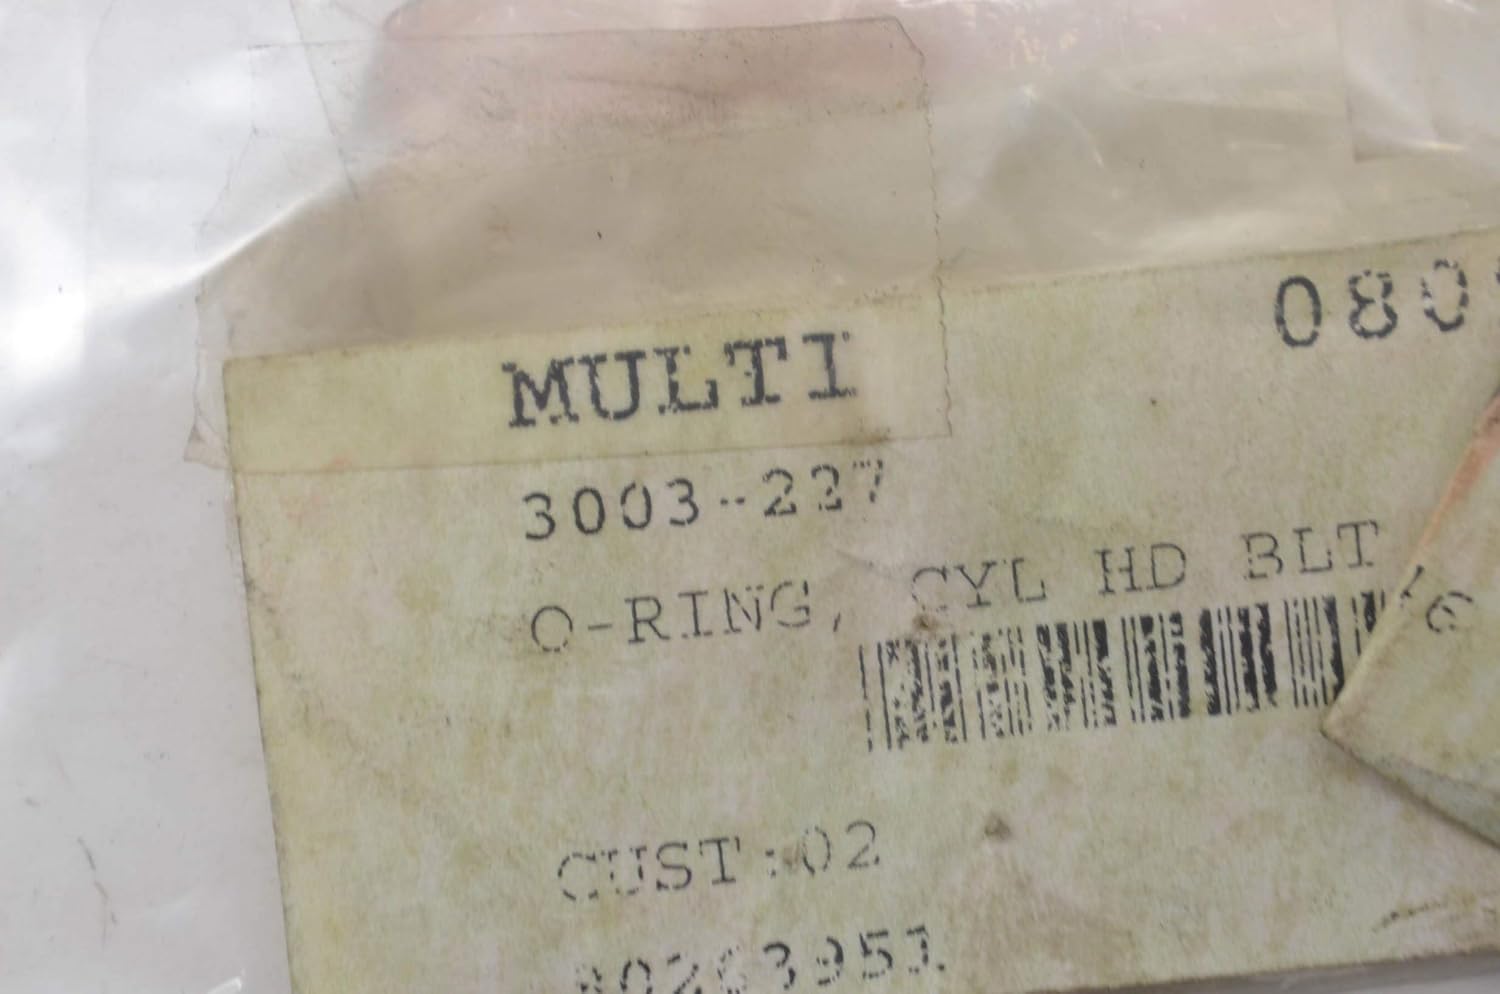 080
MULTI
3003-227
O-RING, CYL HD BLT
CUST:02